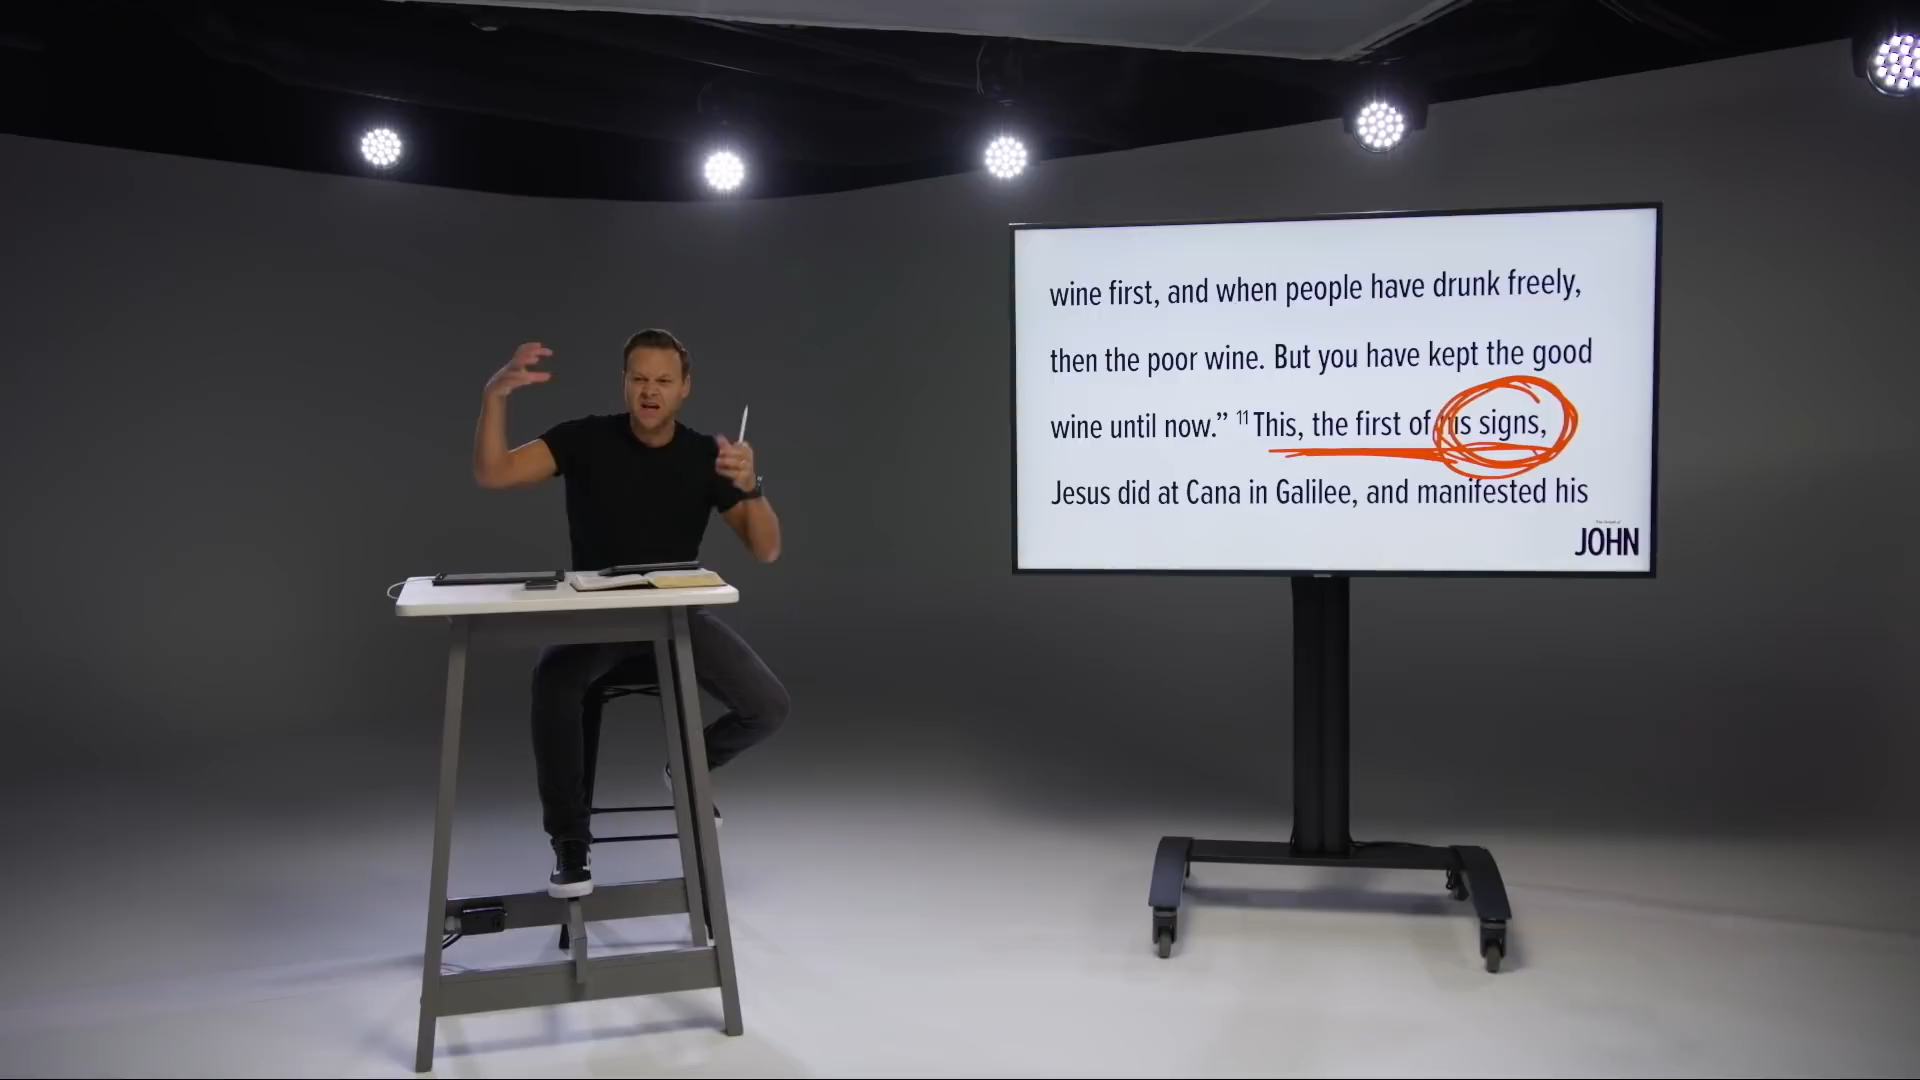 wine first, and when people have drunk freely,
then the poor wine. But you have kept the good
wine until now.” 11 This, the first of his signs,
Jesus did at Cana in Galilee, and manifested his
JOHN